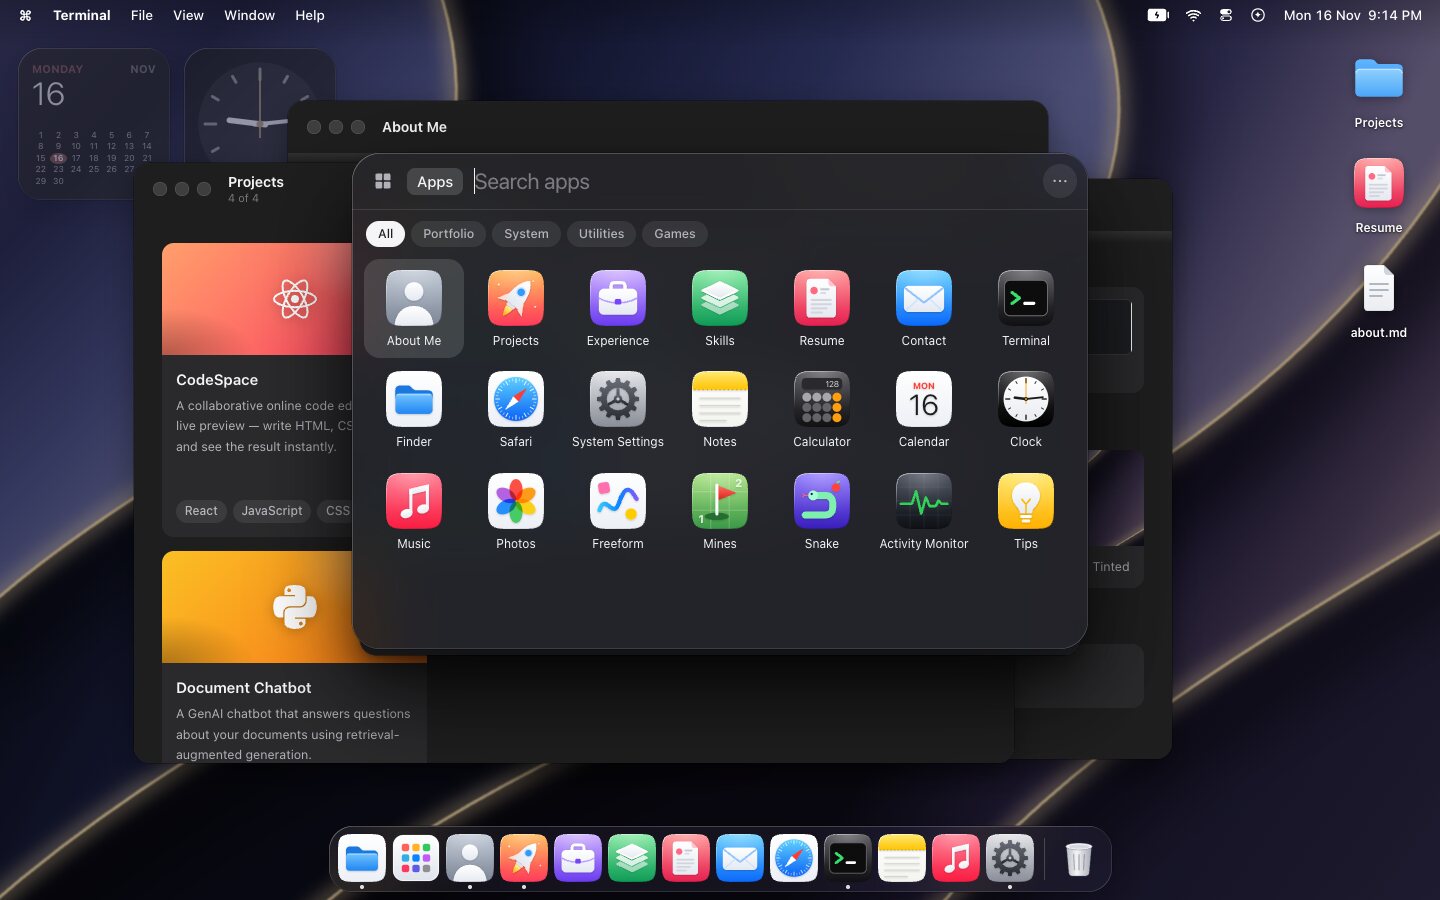 Terminal File View Window Help
Mon 16 Nov 9:14 PM
MONDAY NOV
16
1 2 3 4 5 6 7
8 9 10 11 12 13 14
15 16 17 18 19 20 21
22 23 24 25 26 27
29 30
About Me
Projects
4 of 4
CodeSpace
A collaborative online code ed
live preview — write HTML, CS
and see the result instantly.
React JavaScript CSS
Document Chatbot
A GenAI chatbot that answers questions
about your documents using retrieval-
augmented generation.
Apps Search apps
All Portfolio System Utilities Games
About Me Projects Experience Skills Resume Contact Terminal
128
MON
16
Finder Safari System Settings Notes Calculator Calendar Clock
2
1
Music Photos Freeform Mines Snake Activity Monitor Tips
Tinted
Projects
Resume
about.md